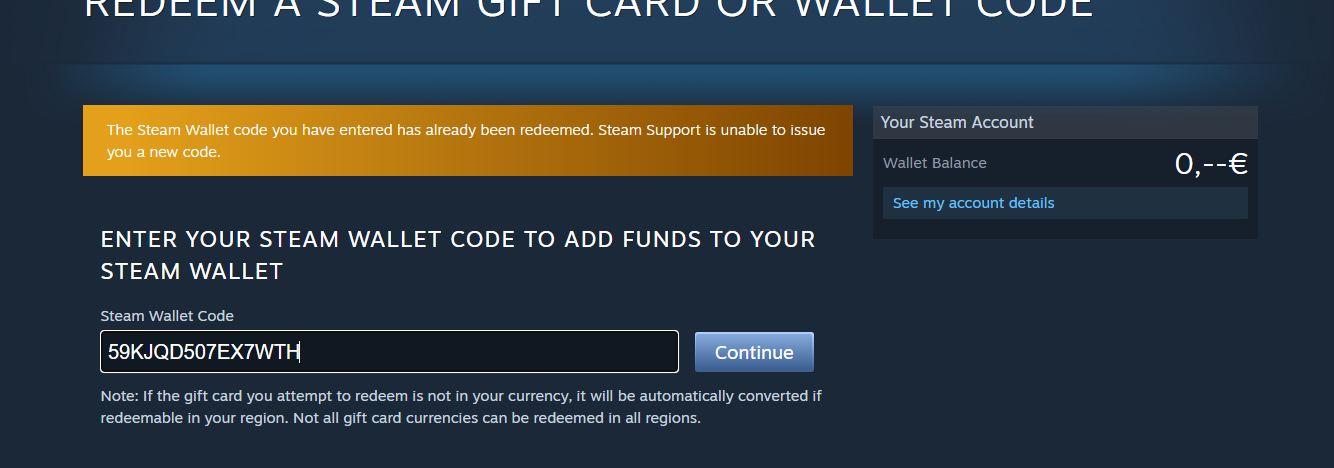 REDEEM A STEAM GIFT CARD OR WALLET CODE
The Steam Wallet code you have entered has already been redeemed. Steam Support is unable to issue
you a new code.
Your Steam Account
Wallet Balance
0,--€
See my account details
ENTER YOUR STEAM WALLET CODE TO ADD FUNDS TO YOUR
STEAM WALLET
Steam Wallet Code
59KJQD507EX7WTH
Continue
Note: If the gift card you attempt to redeem is not in your currency, it will be automatically converted if
redeemable in your region. Not all gift card currencies can be redeemed in all regions.